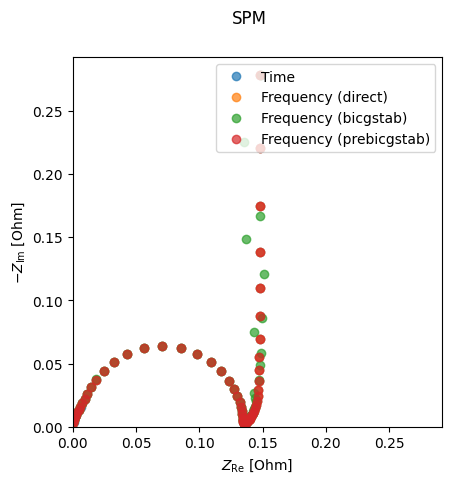 SPM
Time
Frequency (direct)
Frequency (bicgstab)
Frequency (prebicgstab)
0.25
0.20
0.15
0.10
0.05
0.00
−Z_Im [Ohm]
0.00 0.05 0.10 0.15 0.20 0.25
Z_Re [Ohm]